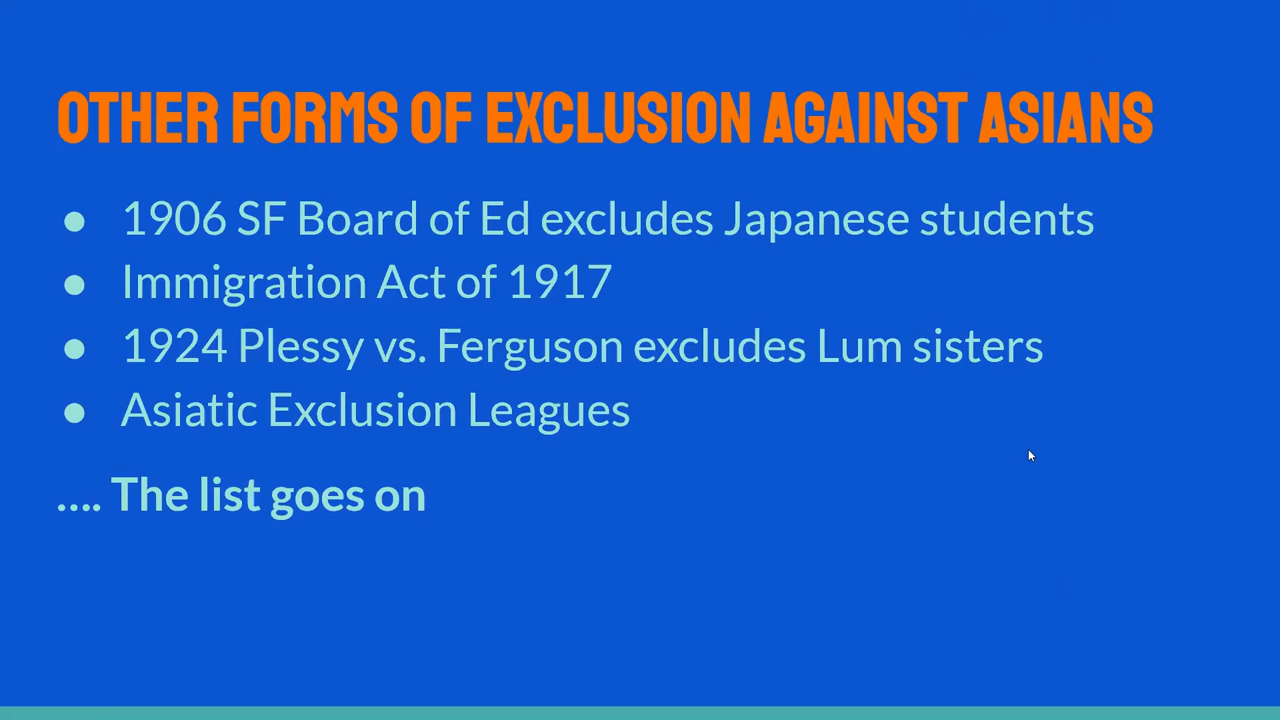 OTHER FORMS OF EXCLUSION AGAINST ASIANS
● 1906 SF Board of Ed excludes Japanese students
● Immigration Act of 1917
● 1924 Plessy vs. Ferguson excludes Lum sisters
● Asiatic Exclusion Leagues
.... The list goes on